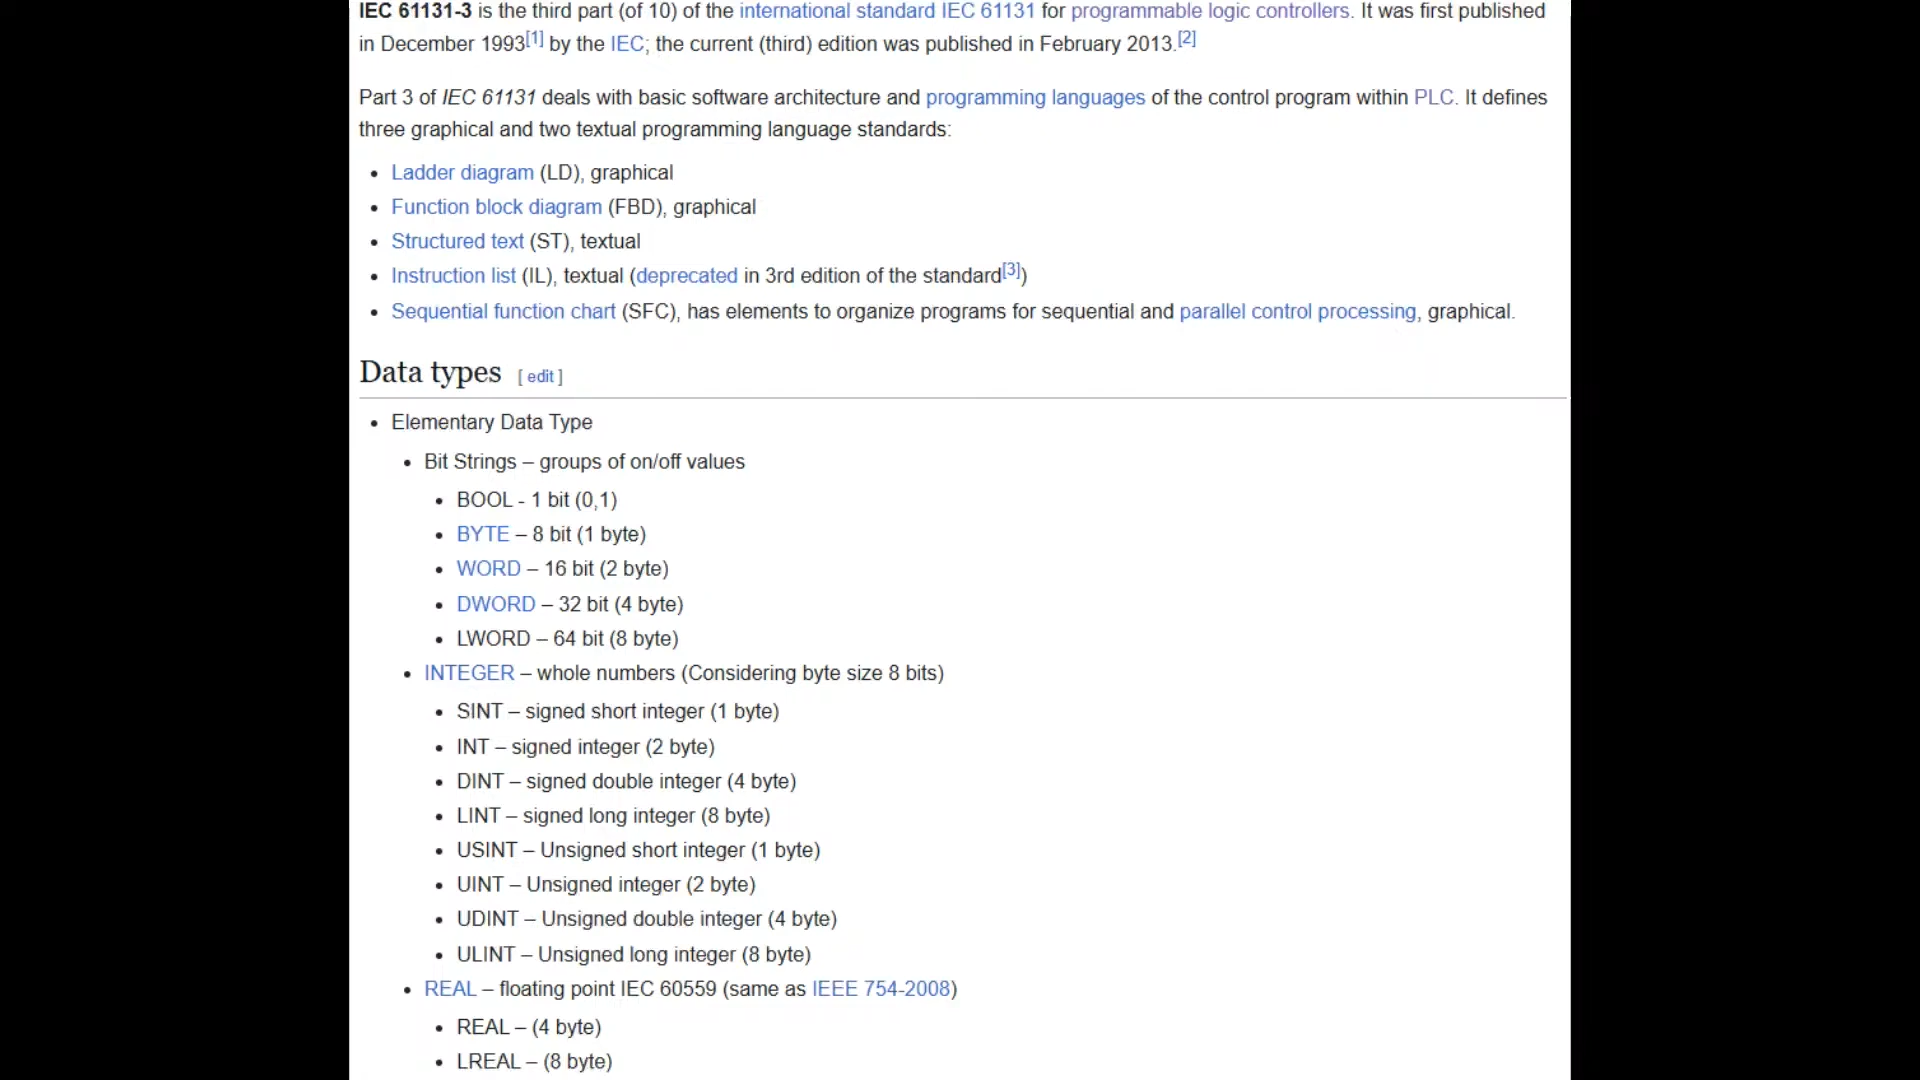 IEC 61131-3 is the third part (of 10) of the international standard IEC 61131 for programmable logic controllers. It was first published
in December 1993[1] by the IEC; the current (third) edition was published in February 2013.[2]
Part 3 of IEC 61131 deals with basic software architecture and programming languages of the control program within PLC. It defines
three graphical and two textual programming language standards:
• Ladder diagram (LD), graphical
• Function block diagram (FBD), graphical
• Structured text (ST), textual
• Instruction list (IL), textual (deprecated in 3rd edition of the standard[3])
• Sequential function chart (SFC), has elements to organize programs for sequential and parallel control processing, graphical.
Data types [ edit ]
• Elementary Data Type
• Bit Strings – groups of on/off values
• BOOL - 1 bit (0,1)
• BYTE – 8 bit (1 byte)
• WORD – 16 bit (2 byte)
• DWORD – 32 bit (4 byte)
• LWORD – 64 bit (8 byte)
• INTEGER – whole numbers (Considering byte size 8 bits)
• SINT – signed short integer (1 byte)
• INT – signed integer (2 byte)
• DINT – signed double integer (4 byte)
• LINT – signed long integer (8 byte)
• USINT – Unsigned short integer (1 byte)
• UINT – Unsigned integer (2 byte)
• UDINT – Unsigned double integer (4 byte)
• ULINT – Unsigned long integer (8 byte)
• REAL – floating point IEC 60559 (same as IEEE 754-2008)
• REAL – (4 byte)
• LREAL – (8 byte)